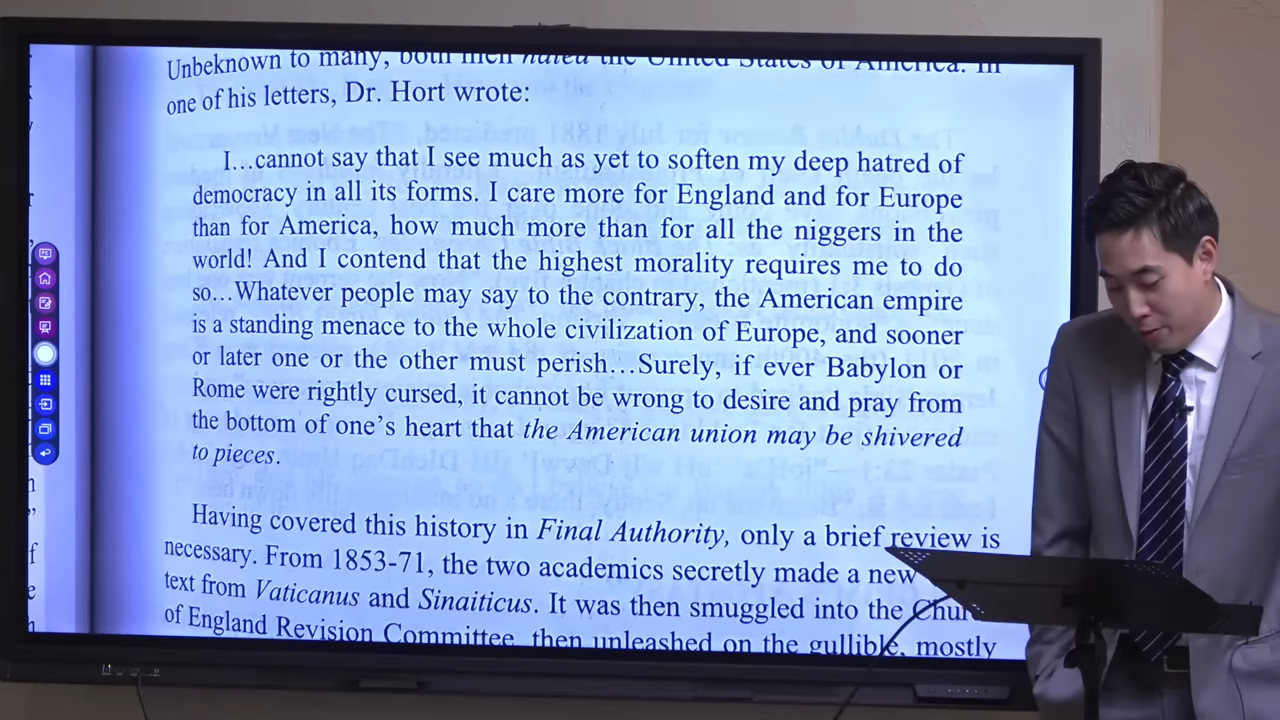 Unbeknown to many, both men hated the United States of America. In
one of his letters, Dr. Hort wrote:
I…cannot say that I see much as yet to soften my deep hatred of
democracy in all its forms. I care more for England and for Europe
than for America, how much more than for all the niggers in the
world! And I contend that the highest morality requires me to do
so…Whatever people may say to the contrary, the American empire
is a standing menace to the whole civilization of Europe, and sooner
or later one or the other must perish…Surely, if ever Babylon or
Rome were rightly cursed, it cannot be wrong to desire and pray from
the bottom of one’s heart that the American union may be shivered
to pieces.
Having covered this history in Final Authority, only a brief review is
necessary. From 1853-71, the two academics secretly made a new
text from Vaticanus and Sinaiticus. It was then smuggled into the
of England Revision Committee, then unleashed on the gullible, mostly